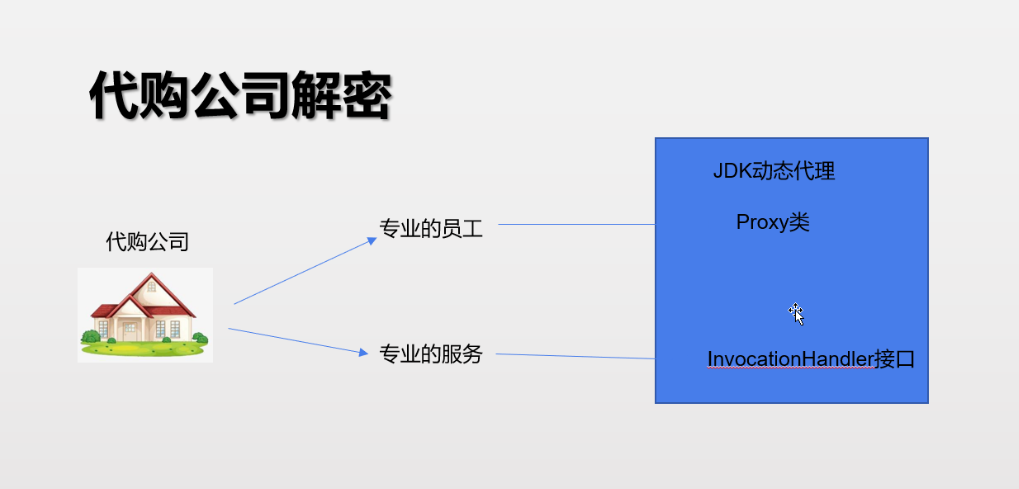 代购公司解密
JDK动态代理
Proxy类
专业的员工
代购公司
专业的服务
InvocationHandler接口